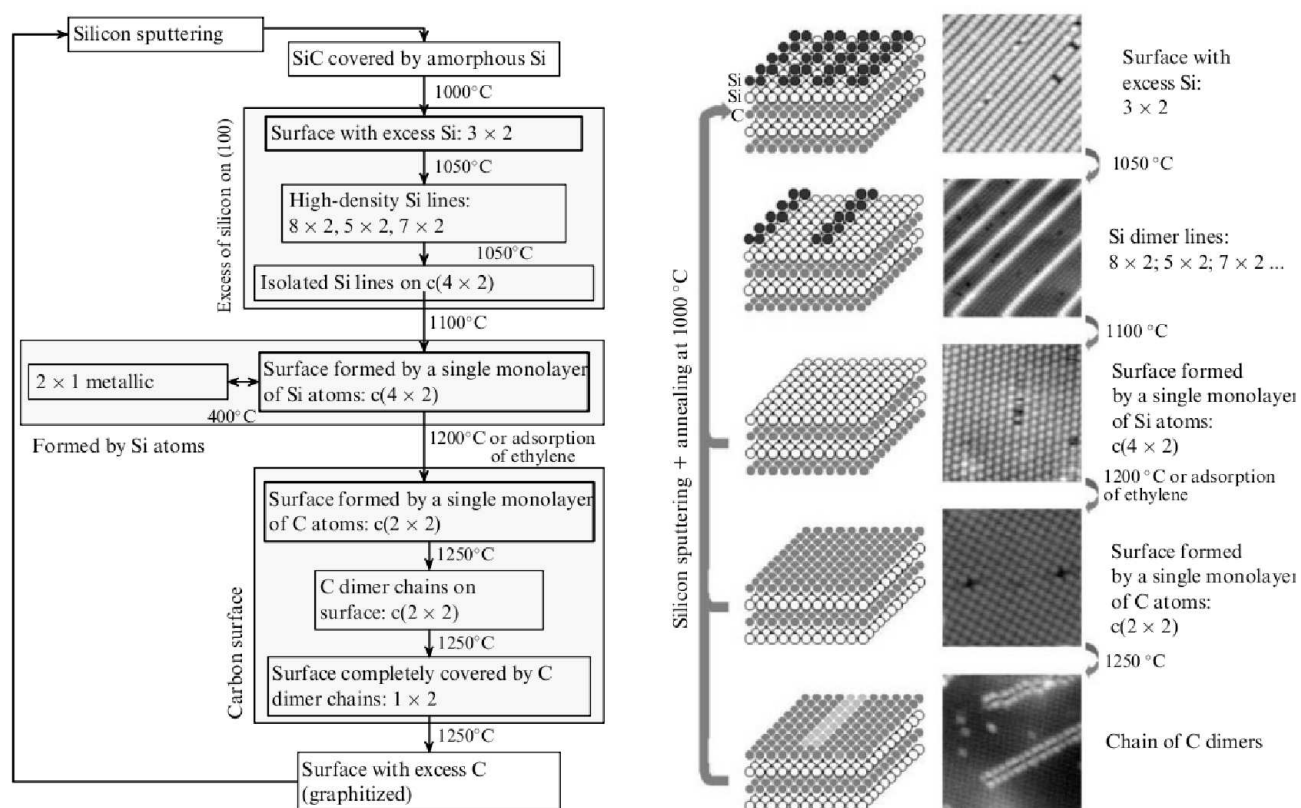 Silicon sputtering
SiC covered by amorphous Si
1000°C
Excess of silicon on (100)
Surface with excess Si: 3 × 2
1050°C
High-density Si lines:
8 × 2, 5 × 2, 7 × 2
1050°C
Isolated Si lines on c(4 × 2)
1100°C
2 × 1 metallic
400°C
Surface formed by a single monolayer
of Si atoms: c(4 × 2)
Formed by Si atoms
1200°C or adsorption
of ethylene
Carbon surface
Surface formed by a single monolayer
of C atoms: c(2 × 2)
1250°C
C dimer chains on
surface: c(2 × 2)
1250°C
Surface completely covered by C
dimer chains: 1 × 2
1250°C
Surface with excess C
(graphitized)
Silicon sputtering + annealing at 1000 °C
Si
Si
C
Surface with
excess Si:
3 × 2
1050 °C
Si dimer lines:
8 × 2; 5 × 2; 7 × 2 ...
1100 °C
Surface formed
by a single monolayer
of Si atoms:
c(4 × 2)
1200 °C or adsorption
of ethylene
Surface formed
by a single monolayer
of C atoms:
c(2 × 2)
1250 °C
Chain of C dimers